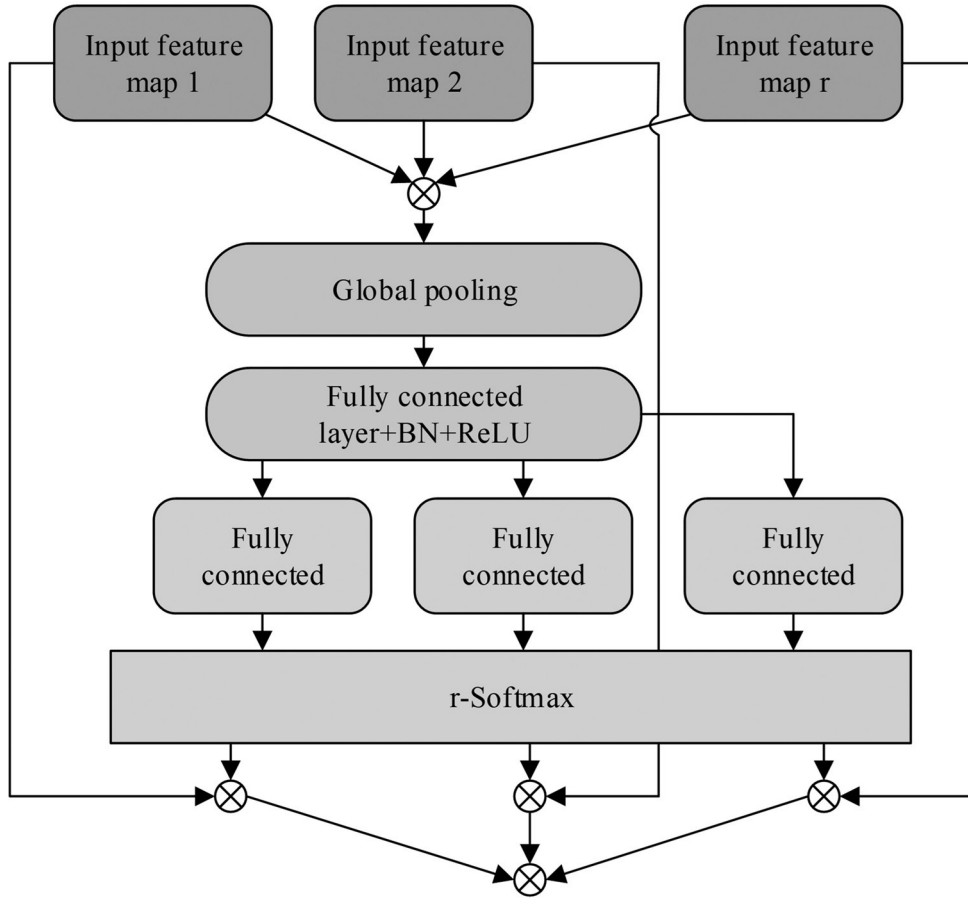 Input feature
map 1
Input feature
map 2
Input feature
map r
Global pooling
Fully connected
layer+BN+ReLU
Fully
connected
Fully
connected
Fully
connected
r-Softmax